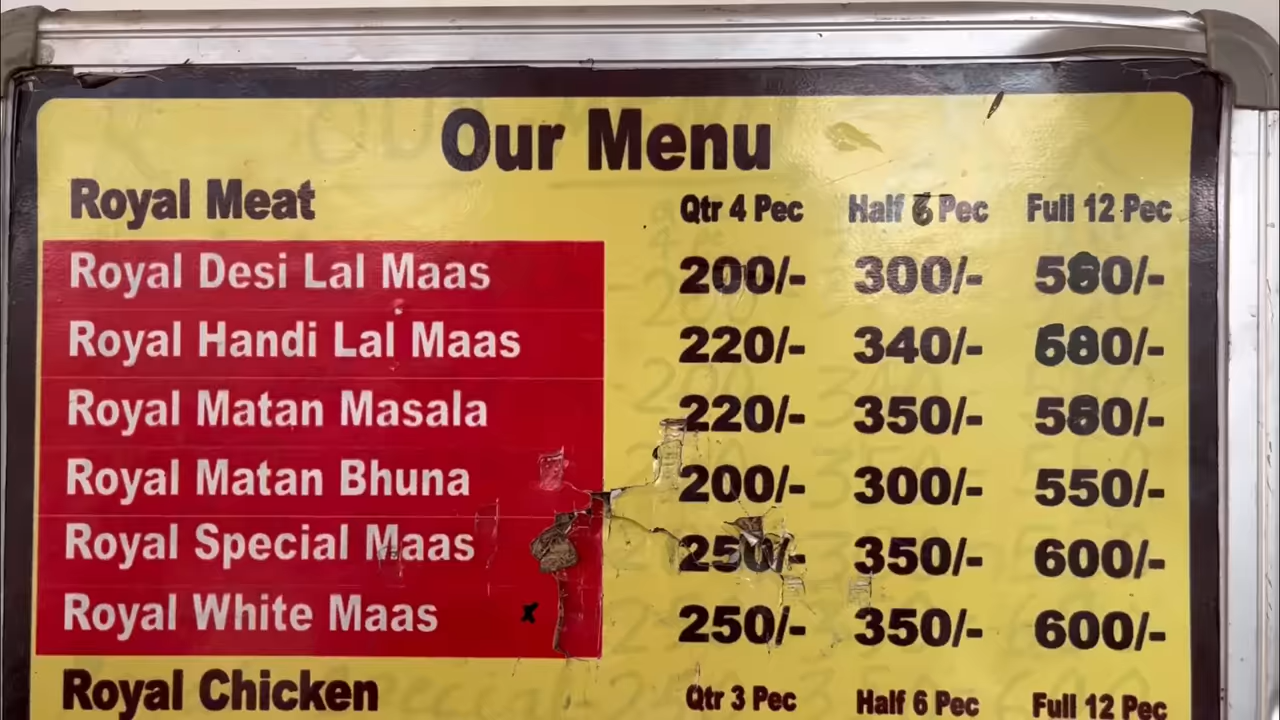 Our Menu
Royal Meat Qtr 4 Pec Half 6 Pec Full 12 Pec
Royal Desi Lal Maas 200/- 300/- 580/-
Royal Handi Lal Maas 220/- 340/- 680/-
Royal Matan Masala 220/- 350/- 580/-
Royal Matan Bhuna 200/- 300/- 550/-
Royal Special Maas 250/- 350/- 600/-
Royal White Maas x 250/- 350/- 600/-
Royal Chicken Qtr 3 Pec Half 6 Pec Full 12 Pec